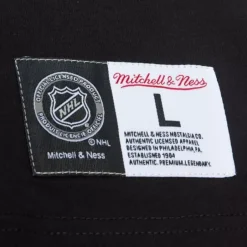 OFFICIAL LICENSED PRODUCT
NHL
© NHL
Mitchell & Ness
Mitchell & Ness
L
MITCHELL & NESS NOSTALGIA CO.
AUTHENTIC LICENSED APPAREL
DESIGNED IN PHILADELPHIA, PA
ESTABLISHED 1904
AUTHENTIC. PREMIUM. LEGENDARY.